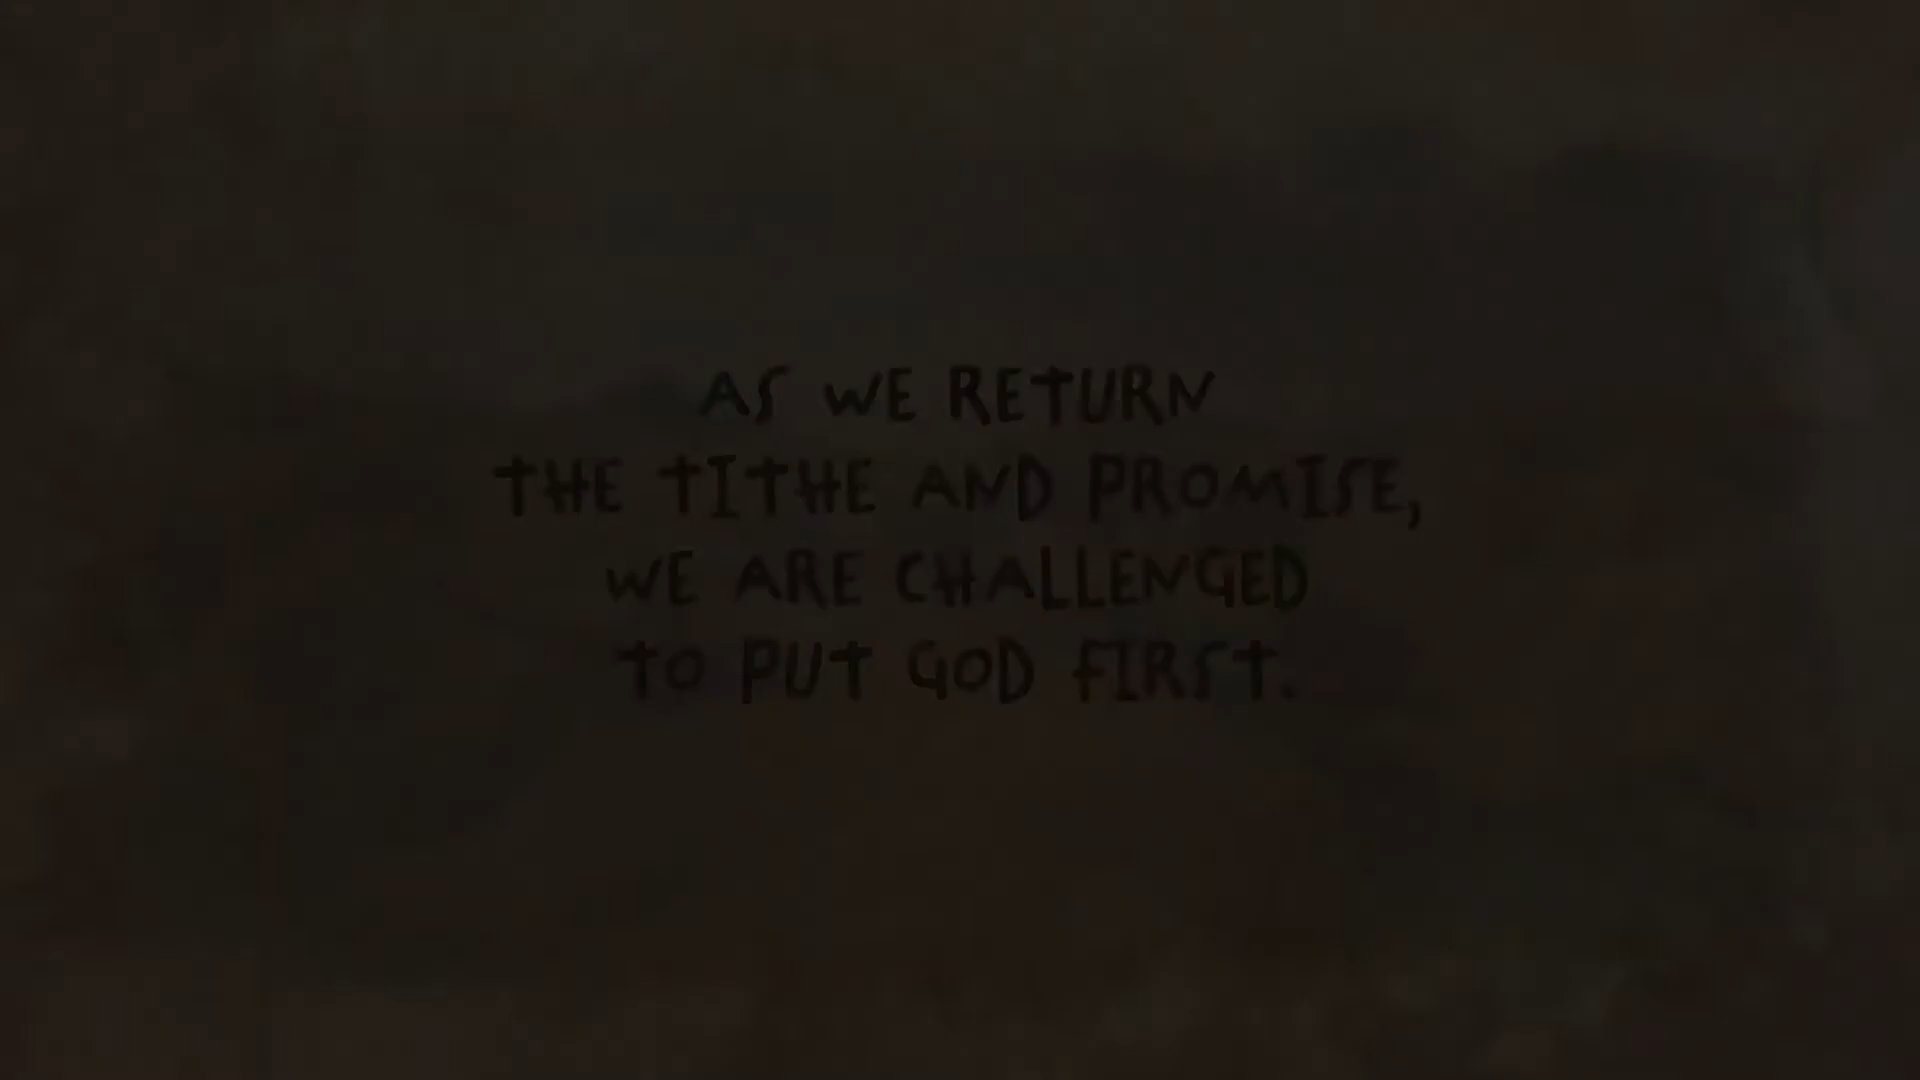 AS WE RETURN
THE TITHE AND PROMISE,
WE ARE CHALLENGED
TO PUT GOD FIRST.